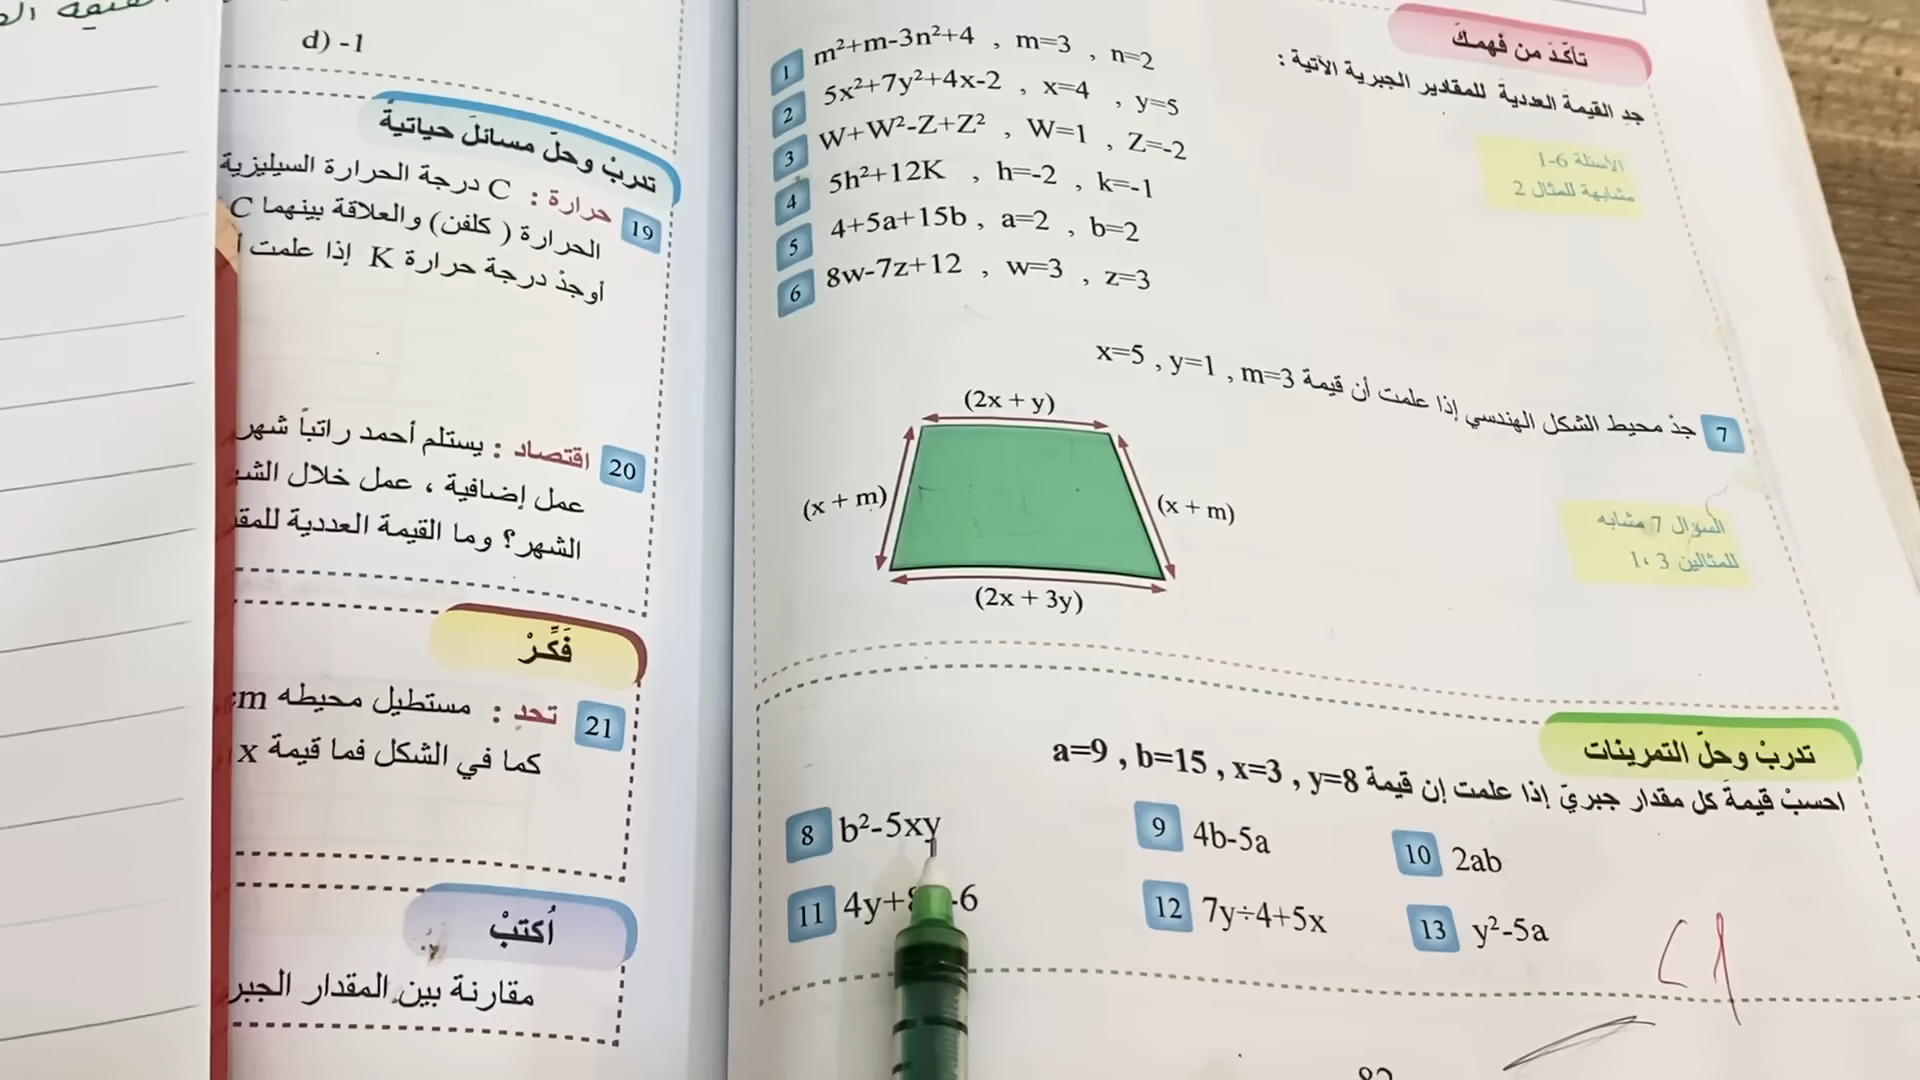 تأكّدَ من فهمكَ
جد القيمةَ العدديةَ للمقادير الجبرية الآتية :
الأسئلة 6-1
مشابهة للمثال 2
1 m²+m-3n²+4 , m=3 , n=2
2 5x²+7y²+4x-2 , x=4 , y=5
3 W+W²-Z+Z² , W=1 , Z=-2
4 5h²+12K , h=-2 , k=-1
5 4+5a+15b , a=2 , b=2
6 8w-7z+12 , w=3 , z=3
7 جدْ محيط الشكل الهندسي إذا علمت أن قيمة x=5 , y=1 , m=3
(2x + y)
(x + m)
(x + m)
(2x + 3y)
السؤال 7 مشابه
للمثالين 3 ،1
تدربْ وحلّ التمرينات
احسبْ قيمةَ كل مقدار جبريّ إذا علمت إن قيمة a=9 , b=15 , x=3 , y=8
8 b²-5xy
9 4b-5a
10 2ab
11 4y+8 -6
12 7y÷4+5x
13 y²-5a
d) -1
تدربْ وحلّ مسائلَ حياتيةً
19 حرارة : C درجة الحرارة السيليزية
الحرارة ( كلفن) والعلاقة بينهما C
أوجدْ درجة حرارة K إذا علمت أ
20 اقتصاد : يستلم أحمد راتباً شهر
عمل إضافية ، عمل خلال الشه
الشهر؟ وما القيمة العددية للمقد
فَكِّرْ
21 تحدٍ : مستطيل محيطه cm
كما في الشكل فما قيمة x
أُكتبْ
مقارنة بين المقدار الجبر